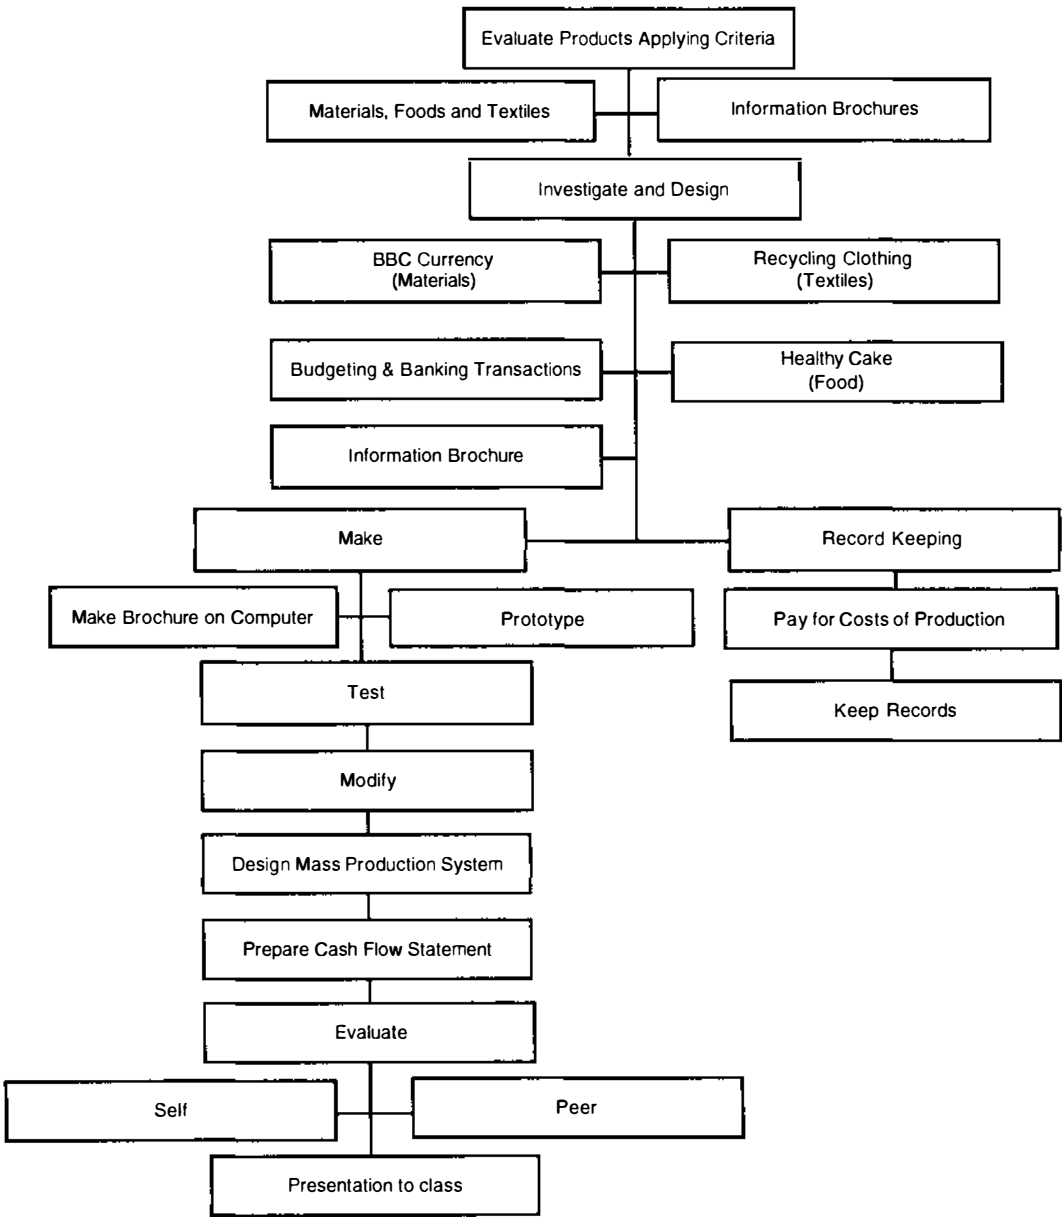 Evaluate Products Applying Criteria
Materials, Foods and Textiles
Information Brochures
Investigate and Design
BBC Currency
(Materials)
Recycling Clothing
(Textiles)
Budgeting & Banking Transactions
Healthy Cake
(Food)
Information Brochure
Make
Record Keeping
Make Brochure on Computer
Prototype
Pay for Costs of Production
Test
Keep Records
Modify
Design Mass Production System
Prepare Cash Flow Statement
Evaluate
Self
Peer
Presentation to class